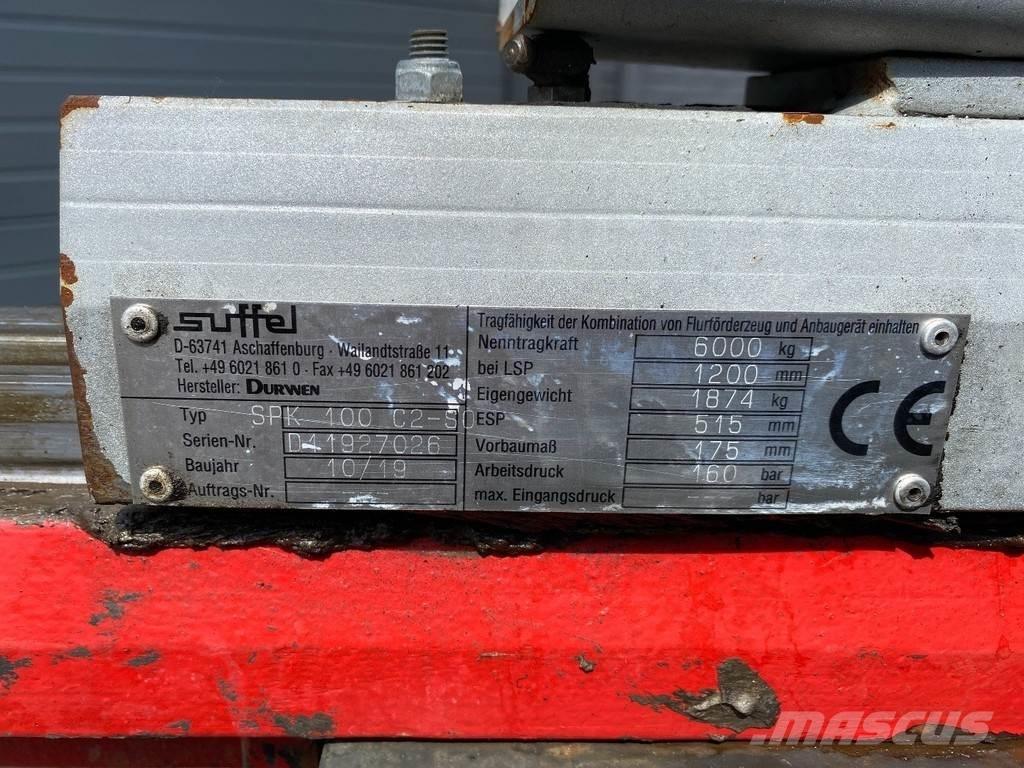 suffel
D-63741 Aschaffenburg · Wailandtstraße 11
Tel. +49 6021 861 0 · Fax +49 6021 861 202
Hersteller: DURWEN
Typ SPK 100 C2-S0
Serien-Nr. D41927026
Baujahr 10/19
Auftrags-Nr.
Tragfähigkeit der Kombination von Flurförderzeug und Anbaugerät einhalten
Nenntragkraft 6000 kg
bei LSP 1200 mm
Eigengewicht 1874 kg
ESP 515 mm
Vorbaumaß 175 mm
Arbeitsdruck 160 bar
max. Eingangsdruck bar
CE
MASCUS